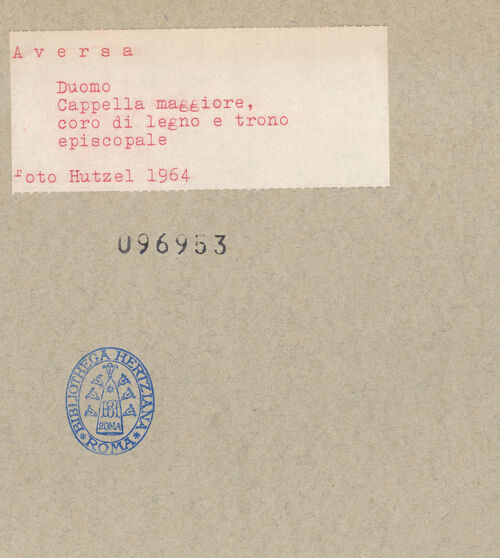 A v e r s a
Duomo
Cappella maggiore,
coro di legno e trono
episcopale
foto Hutzel 1964
096953
BIBLIOTHECA HERTZIANA
* ROMA *
ROMA